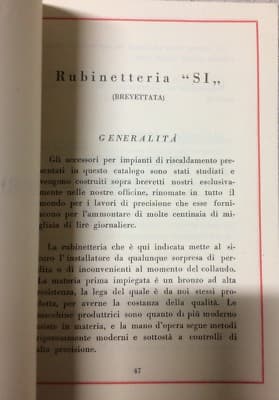 Rubinetteria “SI„
(BREVETTATA)
GENERALITÁ
Gli accessori per impianti di riscaldamento pre-
sentati in questo catalogo sono stati studiati e
vengono costruiti sopra brevetti nostri esclusiva-
mente nelle nostre officine, rinomate in tutto il
mondo per i lavori di precisione che esse forni-
scono per l'ammontare di molte centinaia di mi-
gliaia di lire giornaliere.
La rubinetteria che è qui indicata mette al si-
curo l'installatore da qualunque sorpresa di per-
dita o di inconvenienti al momento del collaudo.
La materia prima impiegata è un bronzo ad alta
resistenza, la lega del quale è da noi stessi pro-
dotta, per averne la costanza della qualità. Le
macchine produttrici sono quanto di più moderno
esiste in materia, e la mano d'opera segue metodi
rigorosamente moderni e sottostà a controlli di
alta precisione.
47